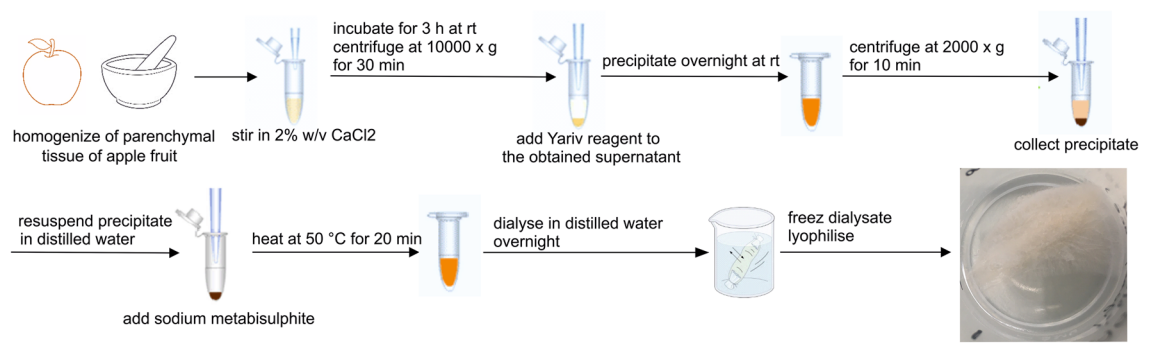 homogenize of parenchymal
tissue of apple fruit
stir in 2% w/v CaCl2
incubate for 3 h at rt
centrifuge at 10000 x g
for 30 min
add Yariv reagent to
the obtained supernatant
precipitate overnight at rt
centrifuge at 2000 x g
for 10 min
collect precipitate
resuspend precipitate
in distilled water
add sodium metabisulphite
heat at 50 °C for 20 min
dialyse in distilled water
overnight
freez dialysate
lyophilise